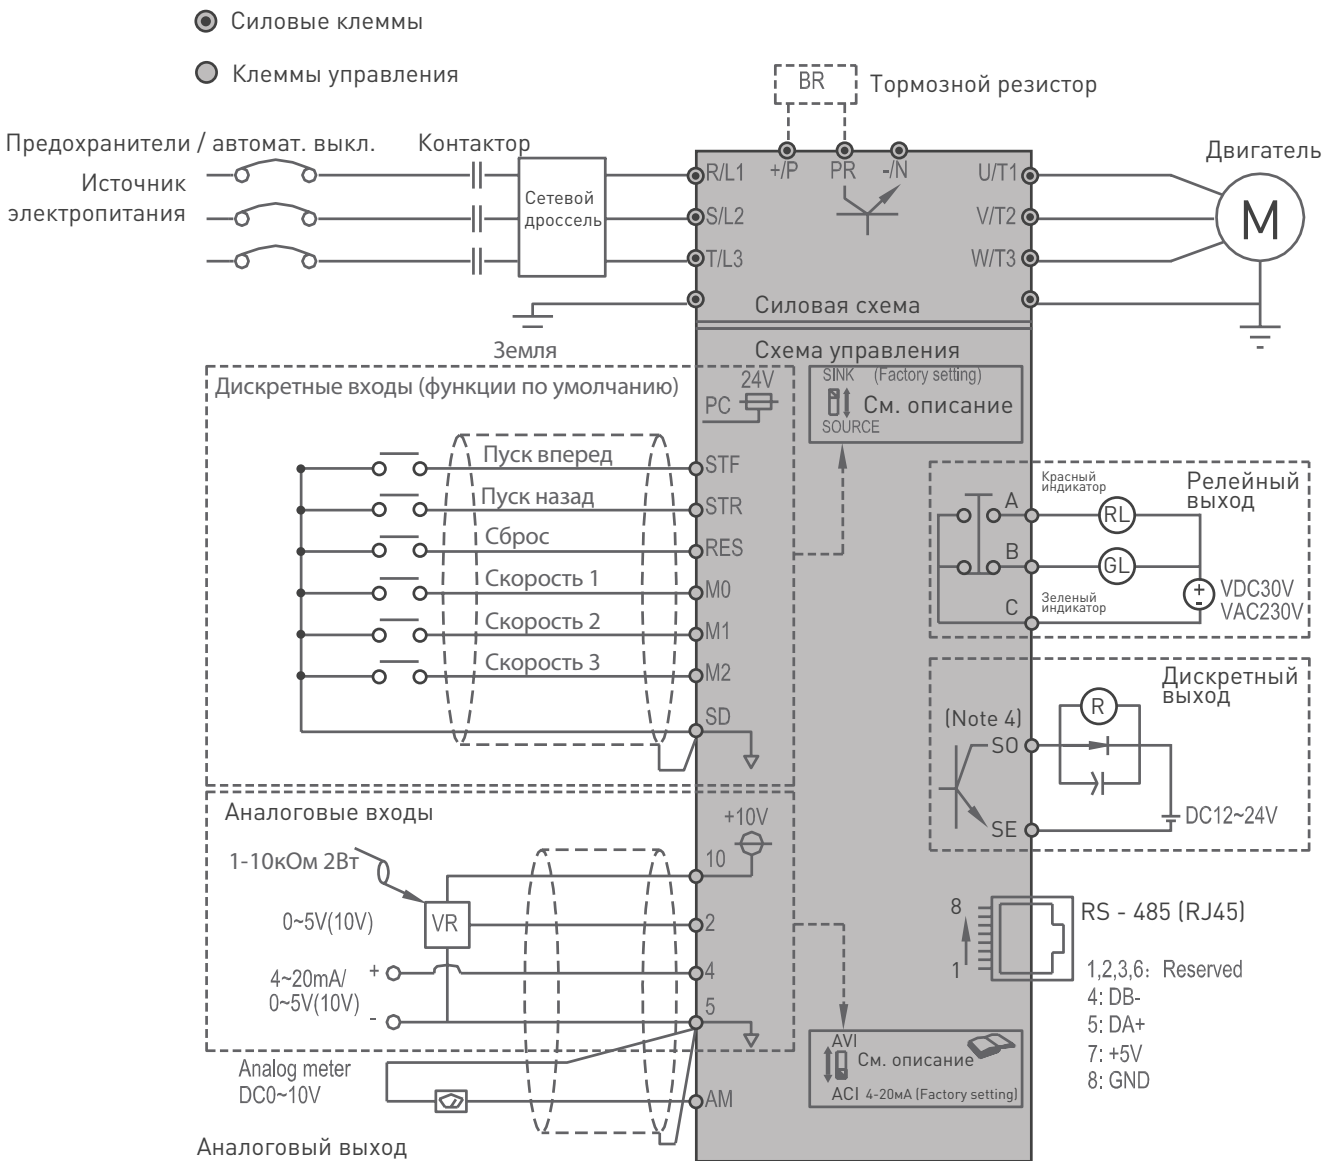 Силовые клеммы
Клеммы управления
BR
Тормозной резистор
Предохранители / автомат. выкл.
Контактор
Двигатель
Источник
электропитания
Сетевой
дроссель
R/L1
+/P
PR
-/N
U/T1
S/L2
V/T2
M
T/L3
W/T3
Силовая схема
Земля
Схема управления
Дискретные входы (функции по умолчанию)
24V
PC
SINK
(Factory setting)
См. описание
SOURCE
Пуск вперед
STF
Пуск назад
STR
Сброс
RES
Скорость 1
M0
Скорость 2
M1
Скорость 3
M2
SD
Красный
индикатор
Релейный
выход
A
RL
B
GL
C
Зеленый
индикатор
+
-
VDC30V
VAC230V
Дискретный
выход
(Note 4)
R
SO
SE
DC12~24V
Аналоговые входы
+10V
1-10кОм 2Вт
10
0~5V(10V)
VR
2
4~20mA/
0~5V(10V)
+
-
4
5
8
1
RS - 485 (RJ45)
1,2,3,6: Reserved
4: DB-
5: DA+
7: +5V
8: GND
AVI
См. описание
ACI
4-20мА (Factory setting)
Analog meter
DC0~10V
AM
Аналоговый выход